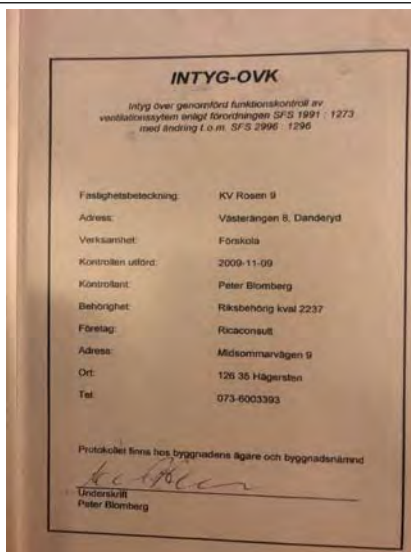 INTYG-OVK
Intyg över genomförd funktionskontroll av
ventilationssytem enligt förordningen SFS 1991 : 1273
med ändring t.o.m. SFS 2996 : 1296
Fastighetsbeteckning: KV Rosen 9
Adress: Västerängen 8, Danderyd
Verksamhet: Förskola
Kontrollen utförd: 2009-11-09
Kontrollant: Peter Blomberg
Behörighet: Riksbehörig kval 2237
Företag: Ricaconsult
Adress: Midsommarvägen 9
Ort: 126 35 Hägersten
Tel: 073-6003393
Protokollet finns hos byggnadens ägare och byggnadsnämnd
Underskrift
Peter Blomberg